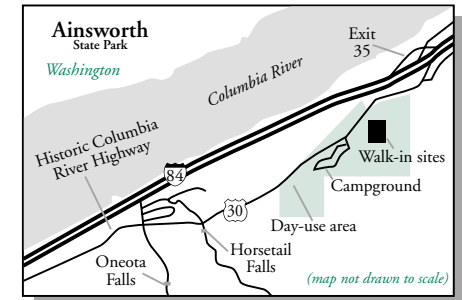 Ainsworth
State Park
Washington
Exit
35
Columbia River
Historic Columbia
River Highway
84
Walk-in sites
Campground
30
Day-use area
Horsetail
Falls
Oneota
Falls
(map not drawn to scale)